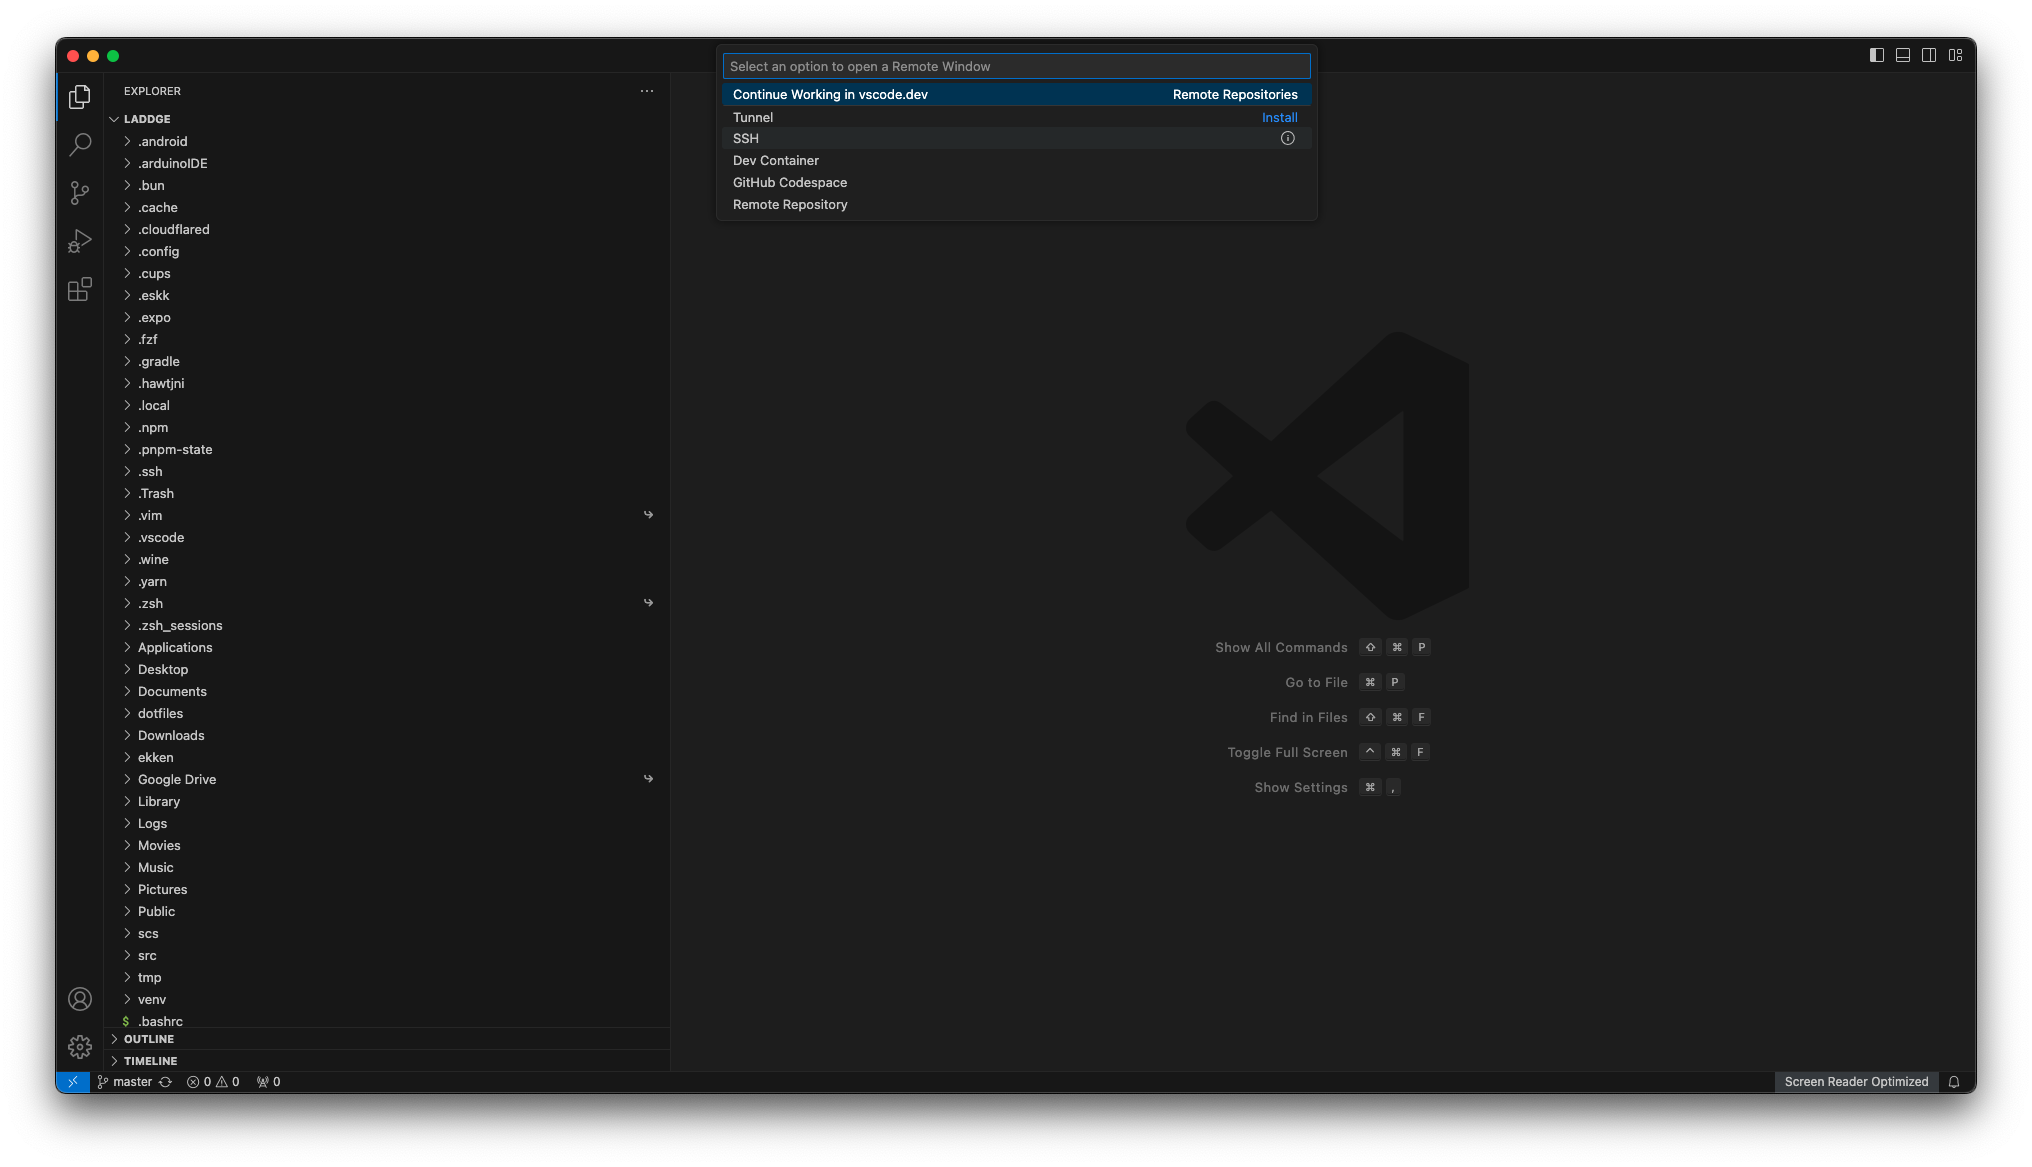 Select an option to open a Remote Window
Continue Working in vscode.dev Remote Repositories
Tunnel Install
SSH
Dev Container
GitHub Codespace
Remote Repository
EXPLORER
LADDGE
.android
.arduinoIDE
.bun
.cache
.cloudflared
.config
.cups
.eskk
.expo
.fzf
.gradle
.hawtjni
.local
.npm
.pnpm-state
.ssh
.Trash
.vim
.vscode
.wine
.yarn
.zsh
.zsh_sessions
Applications
Desktop
Documents
dotfiles
Downloads
ekken
Google Drive
Library
Logs
Movies
Music
Pictures
Public
scs
src
tmp
venv
$ .bashrc
OUTLINE
TIMELINE
Show All Commands ⇧ ⌘ P
Go to File ⌘ P
Find in Files ⇧ ⌘ F
Toggle Full Screen ^ ⌘ F
Show Settings ⌘ ,
master 0 0 0
Screen Reader Optimized